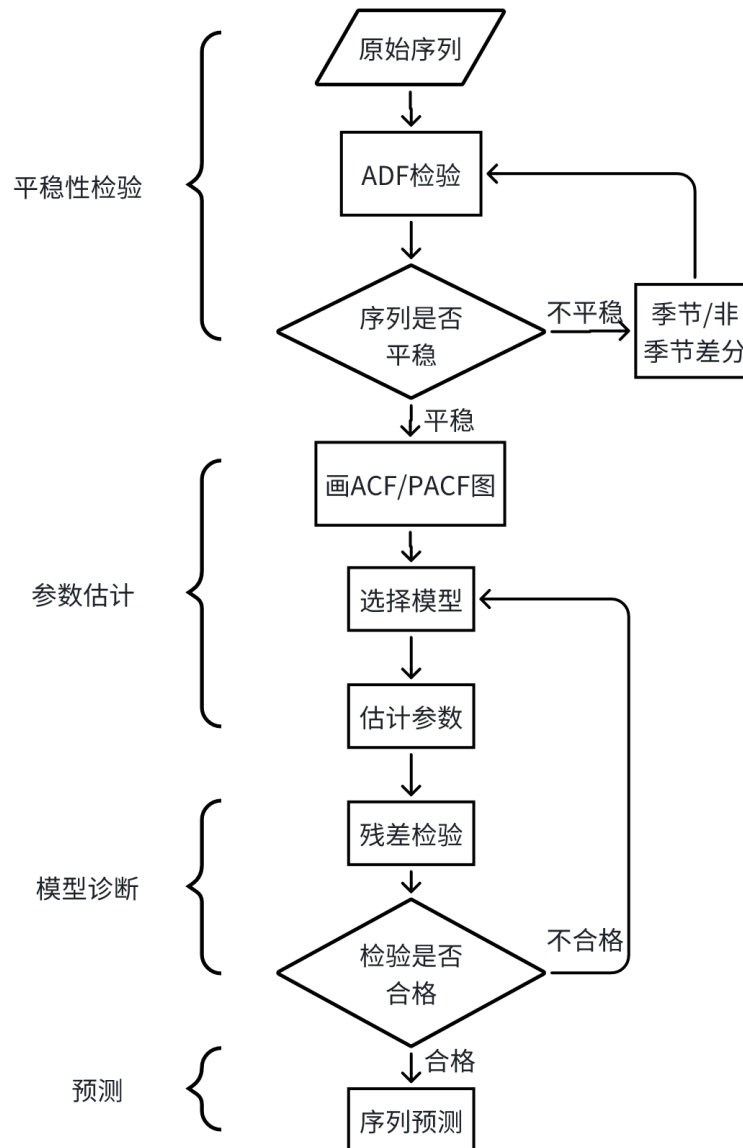 原始序列
平稳性检验
ADF检验
序列是否
平稳
不平稳
季节/非
季节差分
平稳
画ACF/PACF图
参数估计
选择模型
估计参数
残差检验
模型诊断
检验是否
合格
不合格
合格
预测
序列预测